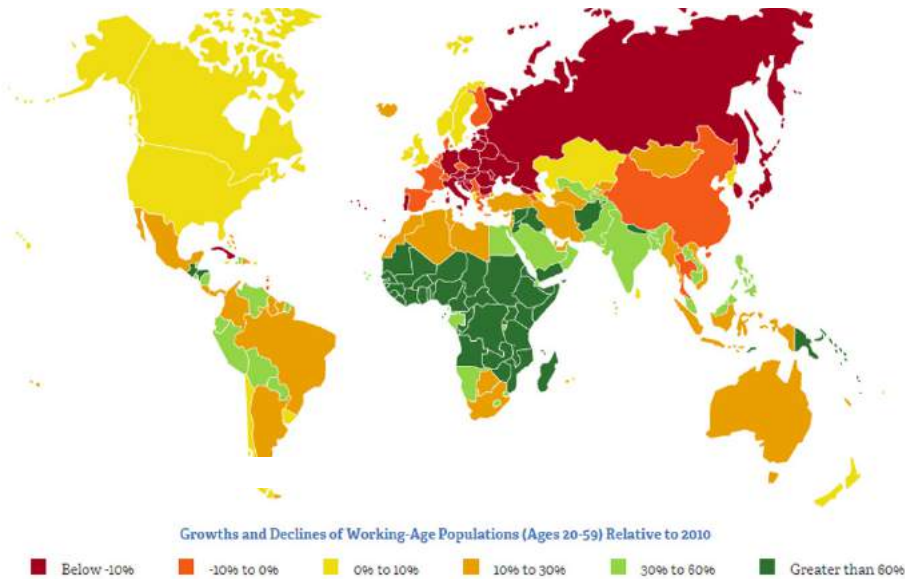 Growths and Declines of Working-Age Populations (Ages 20-59) Relative to 2010
Below -10% -10% to 0% 0% to 10% 10% to 30% 30% to 60% Greater than 60%